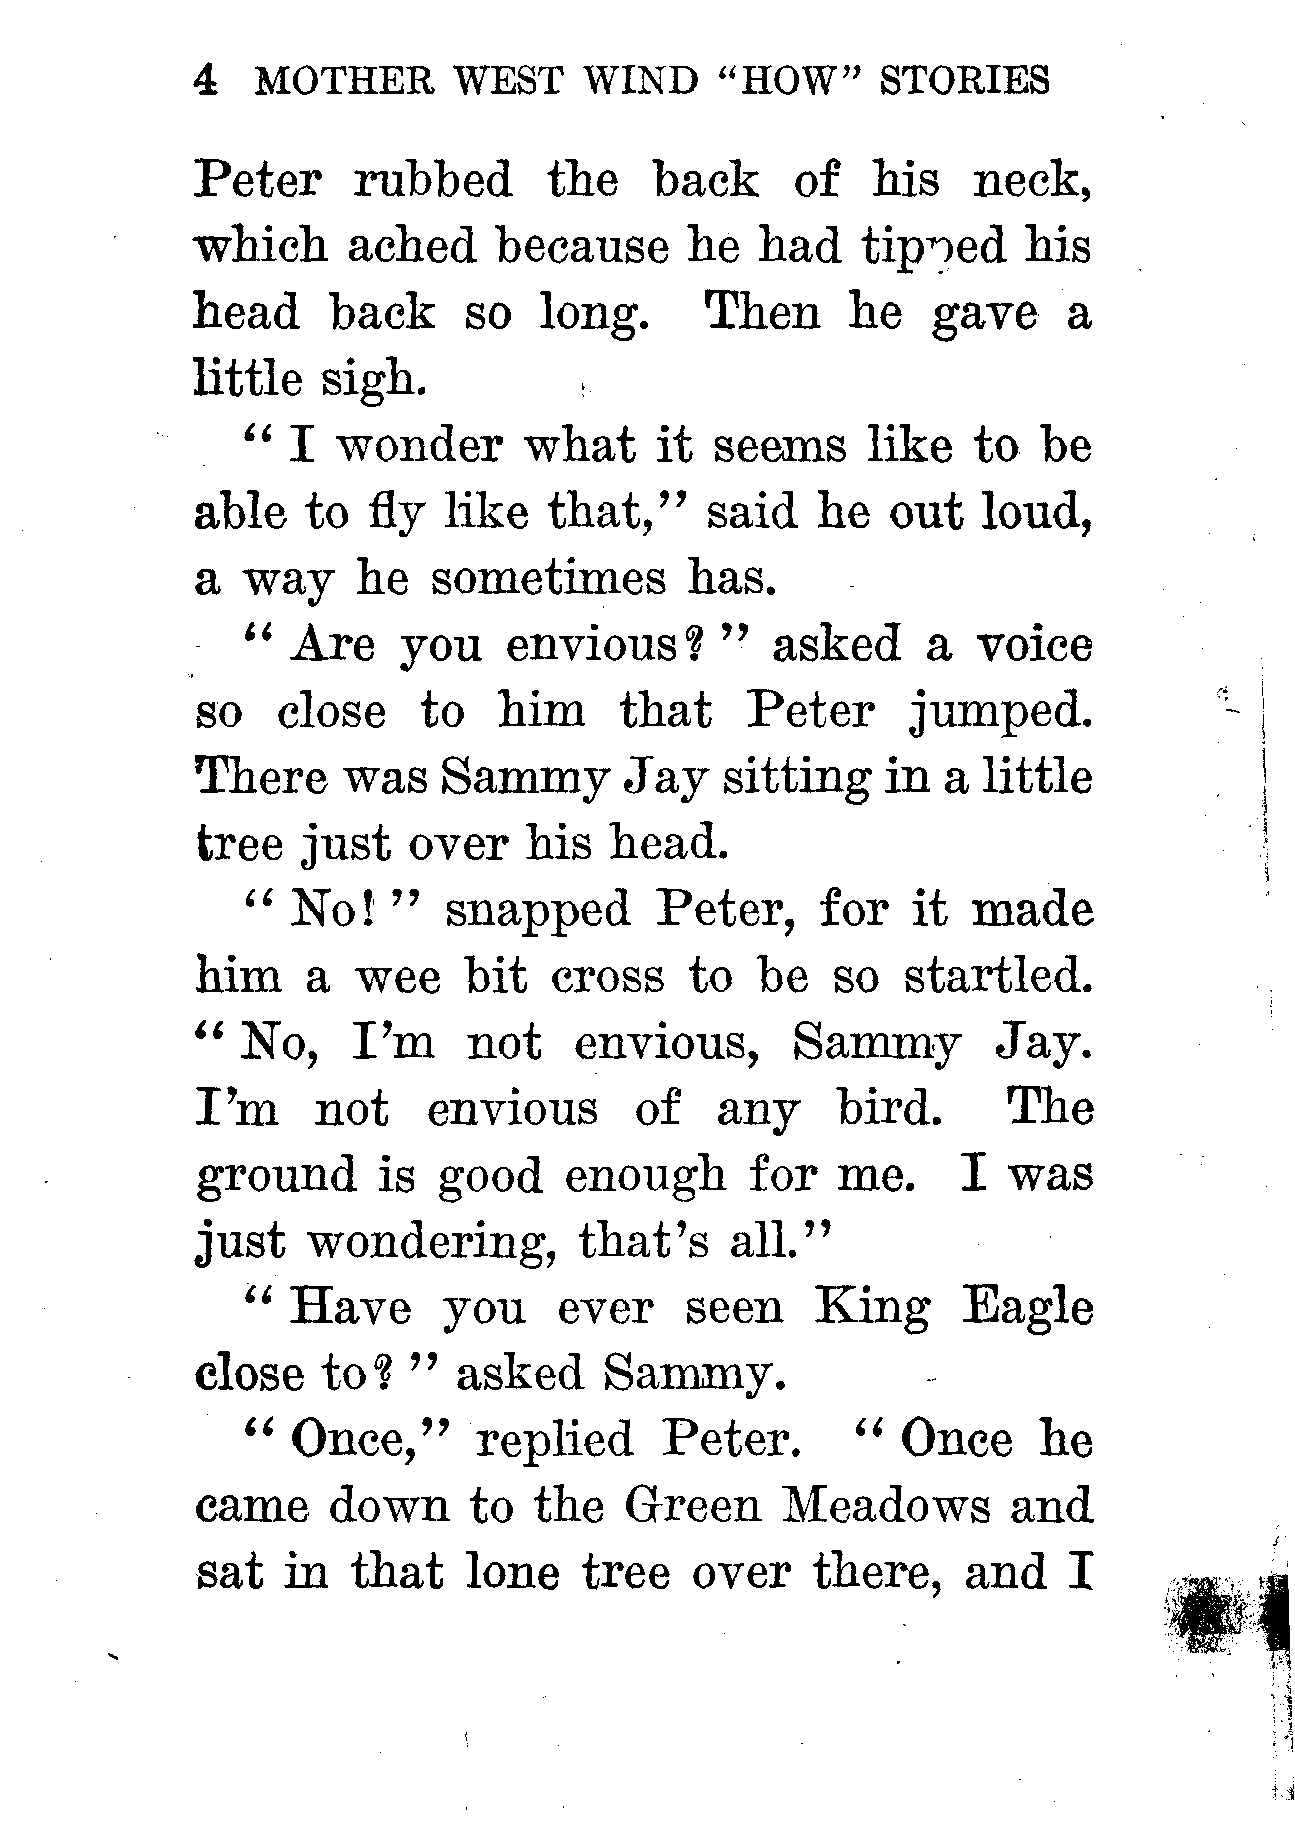 4 MOTHER WEST WIND "HOW" STORIES
Peter rubbed the back of his neck,
which ached because he had tipped his
head back so long. Then he gave a
little sigh.
" I wonder what it seems like to be
able to fly like that," said he out loud,
a way he sometimes has.
" Are you envious? " asked a voice
so close to him that Peter jumped.
There was Sammy Jay sitting in a little
tree just over his head.
" No! " snapped Peter, for it made
him a wee bit cross to be so startled.
" No, I'm not envious, Sammy Jay.
I'm not envious of any bird. The
ground is good enough for me. I was
just wondering, that's all."
" Have you ever seen King Eagle
close to? " asked Sammy.
" Once," replied Peter. " Once he
came down to the Green Meadows and
sat in that lone tree over there, and I